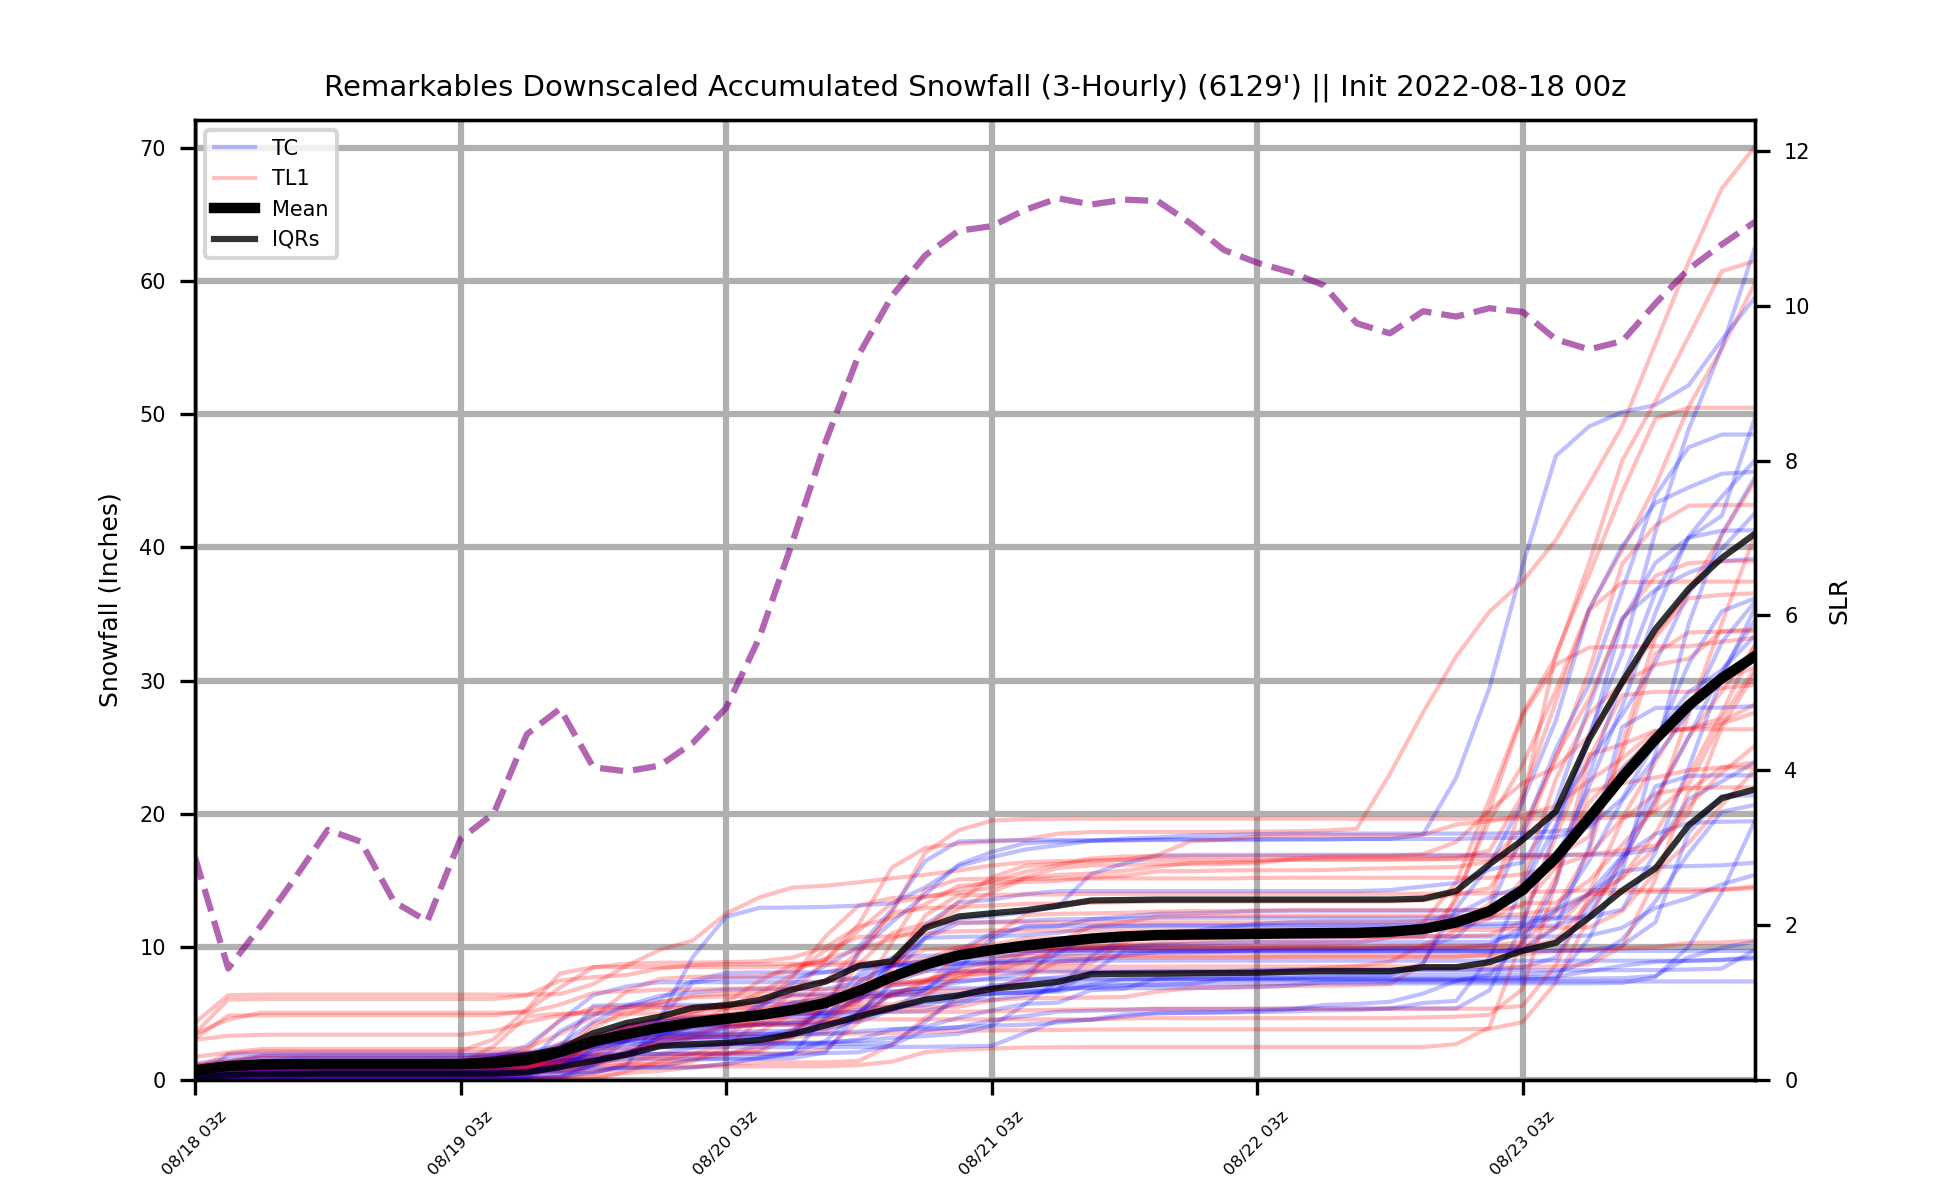 Remarkables Downscaled Accumulated Snowfall (3-Hourly) (6129') || Init 2022-08-18 00z
TC
TL1
Mean
IQRs
Snowfall (Inches)
70
60
50
40
30
20
10
0
12
10
8
6
4
2
0
SLR
08/18 03z
08/19 03z
08/20 03z
08/21 03z
08/22 03z
08/23 03z